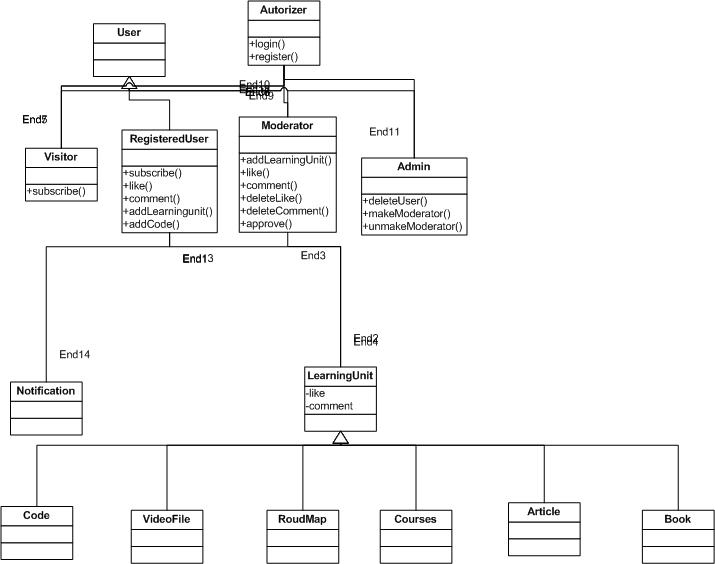 Autorizer
+login()
+register()
User
End10
End9
End5
End11
Visitor
+subscribe()
RegisteredUser
+subscribe()
+like()
+comment()
+addLearningunit()
+addCode()
Moderator
+addLearningUnit()
+like()
+comment()
+deleteLike()
+deleteComment()
+approve()
Admin
+deleteUser()
+makeModerator()
+unmakeModerator()
End13
End3
End2
End4
End14
Notification
LearningUnit
-like
-comment
Code
VideoFile
RoudMap
Courses
Article
Book